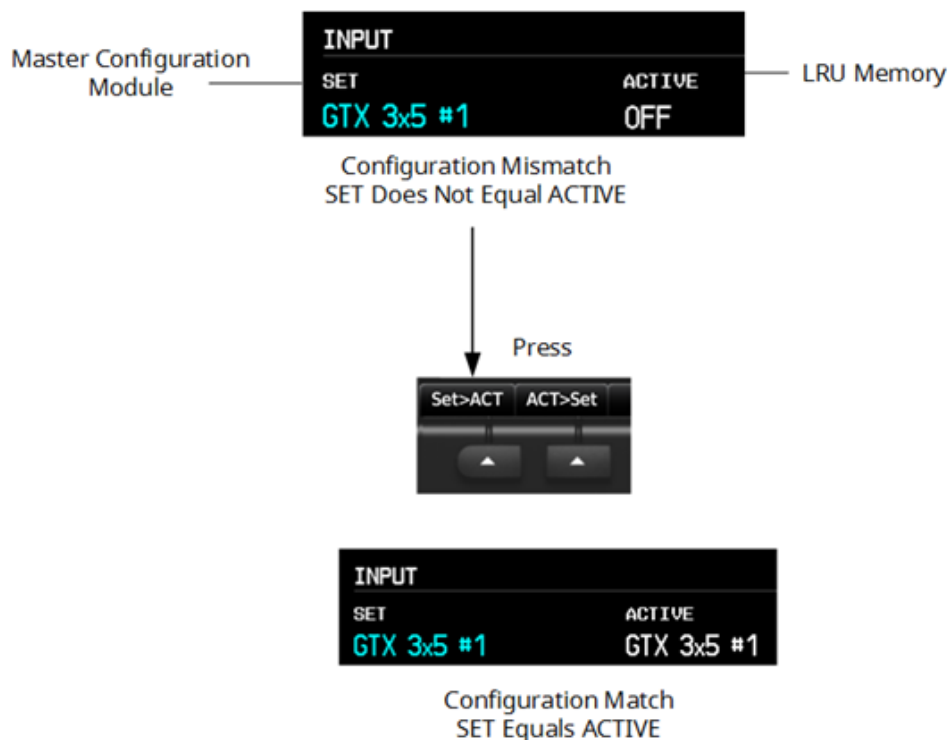 INPUT
Master Configuration
Module
SET ACTIVE
LRU Memory
GTX 3x5 #1 OFF
Configuration Mismatch
SET Does Not Equal ACTIVE
Press
Set>ACT ACT>Set
INPUT
SET ACTIVE
GTX 3x5 #1 GTX 3x5 #1
Configuration Match
SET Equals ACTIVE